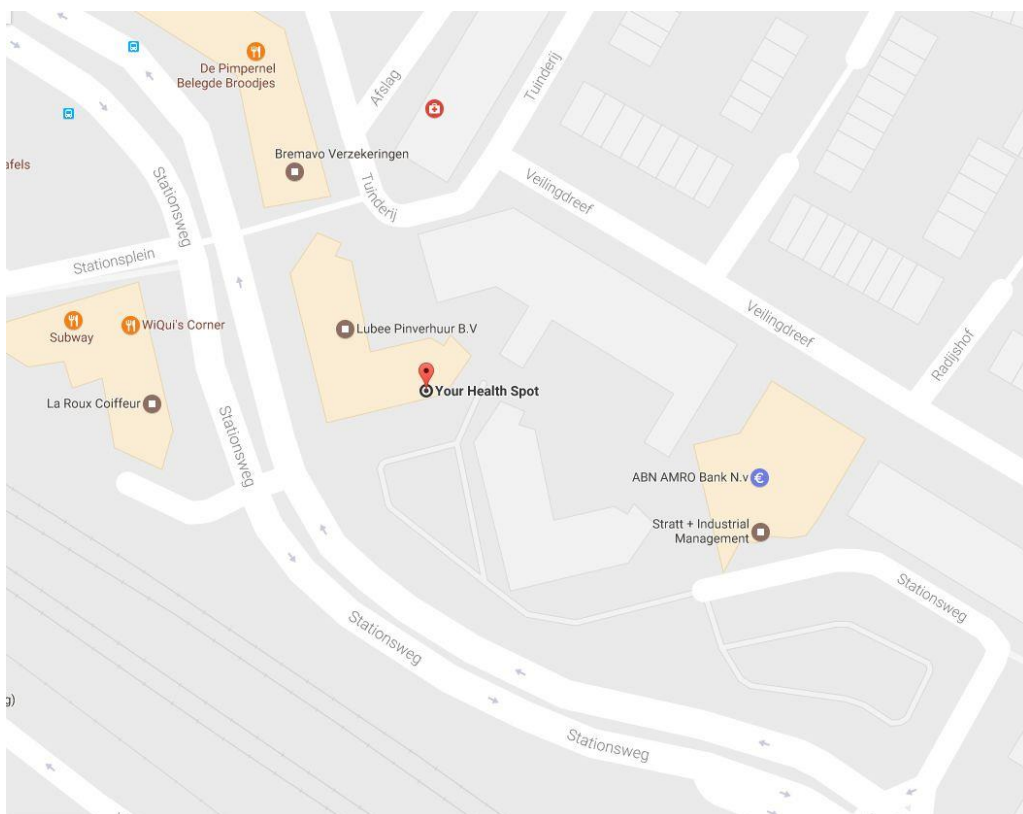 De Pimpernel
Belegde Broodjes
Afslag
Tuinderij
Bremavo Verzekeringen
afels
Stationsweg
Tuinderij
Veilingdreef
Stationsplein
Veilingdreef
Subway
WiQui's Corner
Lubee Pinverhuur B.V
Radijshof
La Roux Coiffeur
Your Health Spot
Stationsweg
ABN AMRO Bank N.v
€
Stratt + Industrial
Management
Stationsweg
Stationsweg
g)
Stationsweg